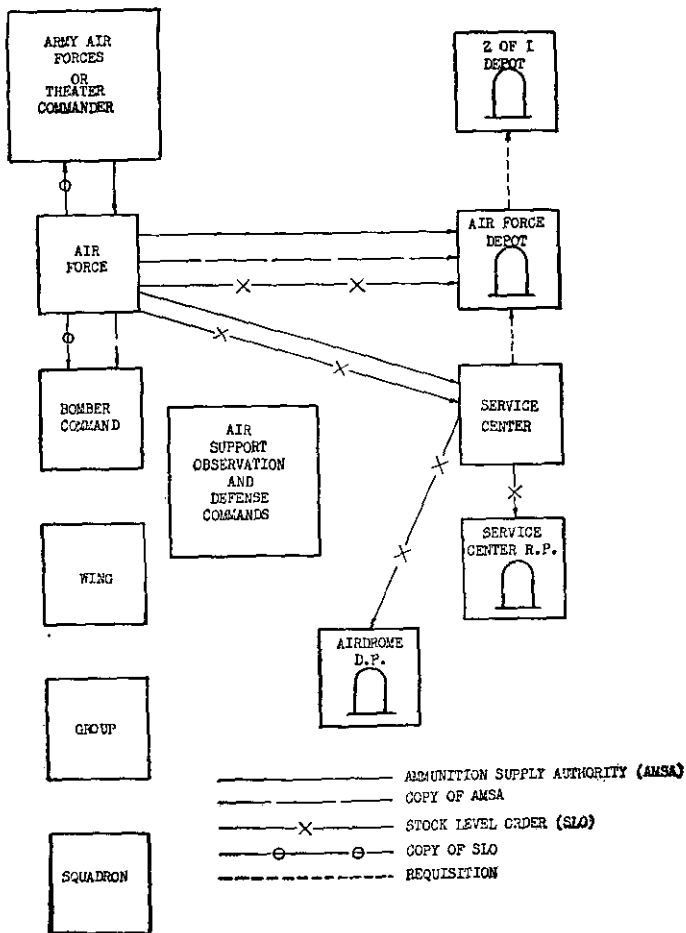 ARMY AIR
FORCES
OR
THEATER
COMMANDER
Z OF I
DEPOT
AIR
FORCE
AIR FORCE
DEPOT
BOMBER
COMMAND
AIR
SUPPORT
OBSERVATION
AND
DEFENSE
COMMANDS
SERVICE
CENTER
WING
SERVICE
CENTER R.P.
AIRDROME
D.P.
GROUP
SQUADRON
AMMUNITION SUPPLY AUTHORITY (AMSA)
COPY OF AMSA
STOCK LEVEL ORDER (SLO)
COPY OF SLO
REQUISITION